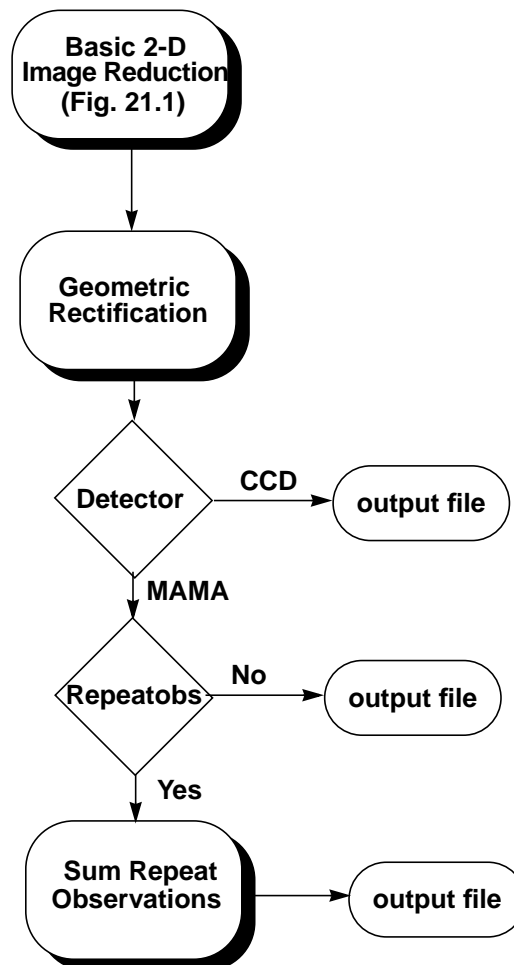 Basic 2-D
Image Reduction
(Fig. 21.1)
Geometric
Rectification
Detector
CCD
output file
MAMA
Repeatobs
No
output file
Yes
Sum Repeat
Observations
output file